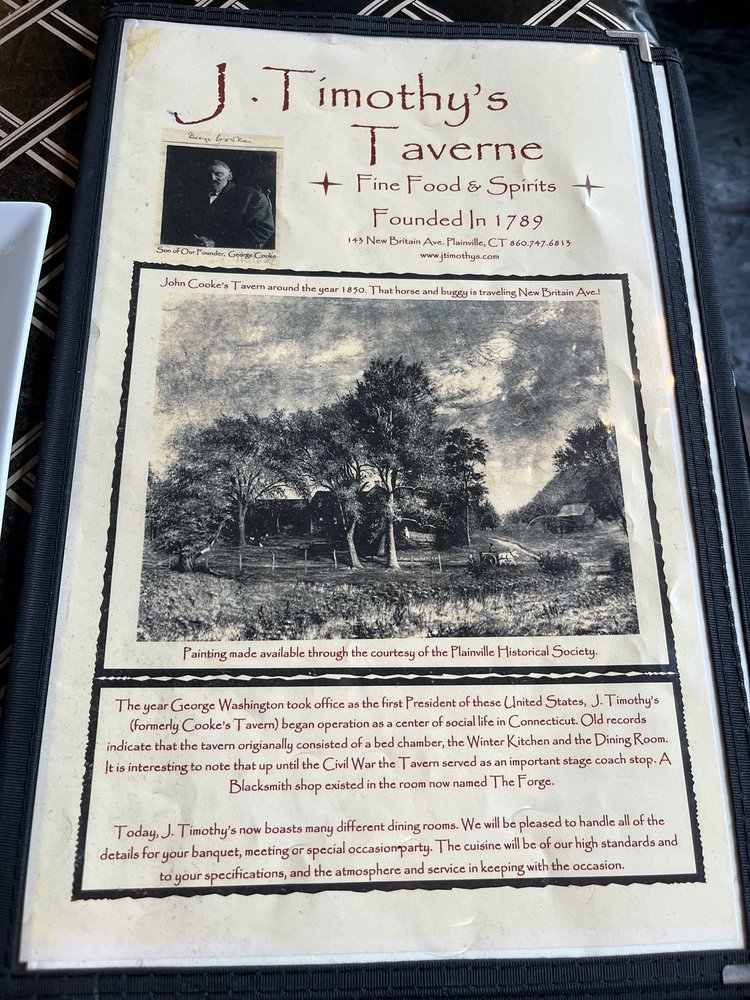 J. Timothy's
Taverne
Fine Food & Spirits
Founded In 1789
143 New Britain Ave. Plainville, CT 860.747.6813
www.jtimothys.com
George Cooke
Son of Our Founder, George Cooke
John Cooke's Tavern around the year 1850. That horse and buggy is traveling New Britain Ave.!
Painting made available through the courtesy of the Plainville Historical Society.
The year George Washington took office as the first President of these United States, J. Timothy's
(formerly Cooke's Tavern) began operation as a center of social life in Connecticut. Old records
indicate that the tavern origianally consisted of a bed chamber, the Winter Kitchen and the Dining Room.
It is interesting to note that up until the Civil War the Tavern served as an important stage coach stop. A
Blacksmith shop existed in the room now named The Forge.
Today, J. Timothy's now boasts many different dining rooms. We will be pleased to handle all of the
details for your banquet, meeting or special occasion party. The cuisine will be of our high standards and
to your specifications, and the atmosphere and service in keeping with the occasion.